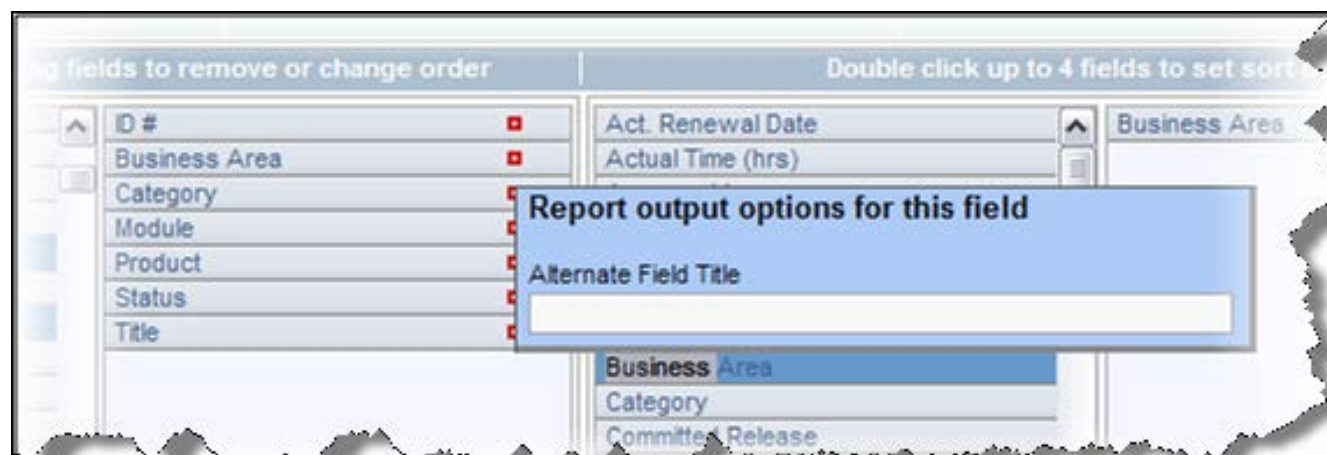 fields to remove or change order
Double click up to 4 fields to set sort
ID #
Business Area
Category
Module
Product
Status
Title
Act. Renewal Date
Actual Time (hrs)
Report output options for this field
Alternate Field Title
Business Area
Category
Committed Release
Business Area